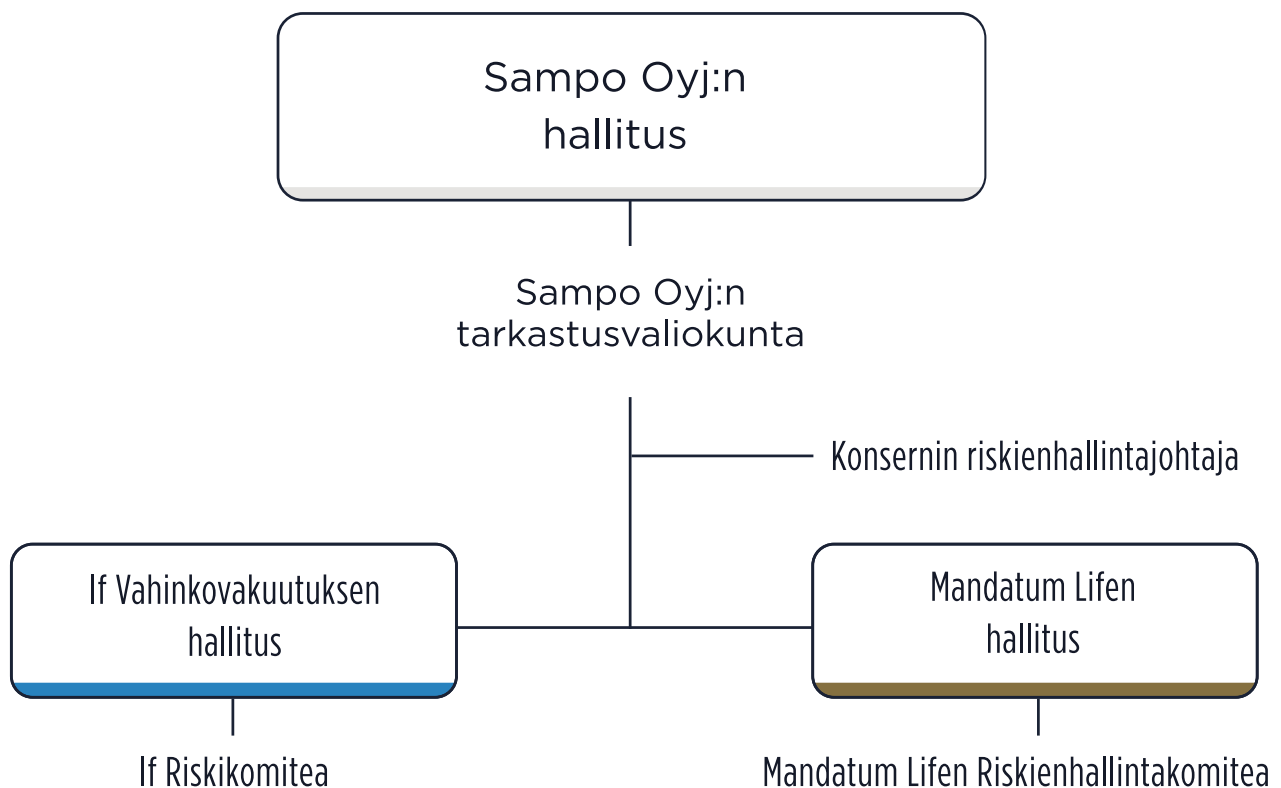 Sampo Oyj:n
hallitus
Sampo Oyj:n
tarkastusvaliokunta
Konsernin riskienhallintajohtaja
If Vahinkovakuutuksen
hallitus
Mandatum Lifen
hallitus
If Riskikomitea
Mandatum Lifen Riskienhallintakomitea